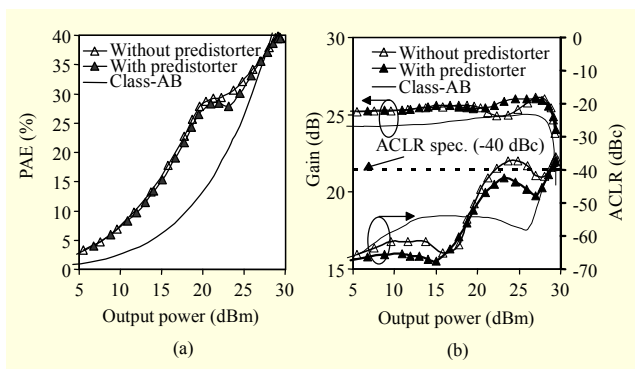 40
35
30
25
20
15
10
5
0
PAE (%)
Without predistorter
With predistorter
Class-AB
5 10 15 20 25 30
Output power (dBm)
(a)
30
25
20
15
Gain (dB)
Without predistorter
With predistorter
Class-AB
ACLR spec. (-40 dBc)
0
-10
-20
-30
-40
-50
-60
-70
ACLR (dBc)
5 10 15 20 25 30
Output power (dBm)
(b)